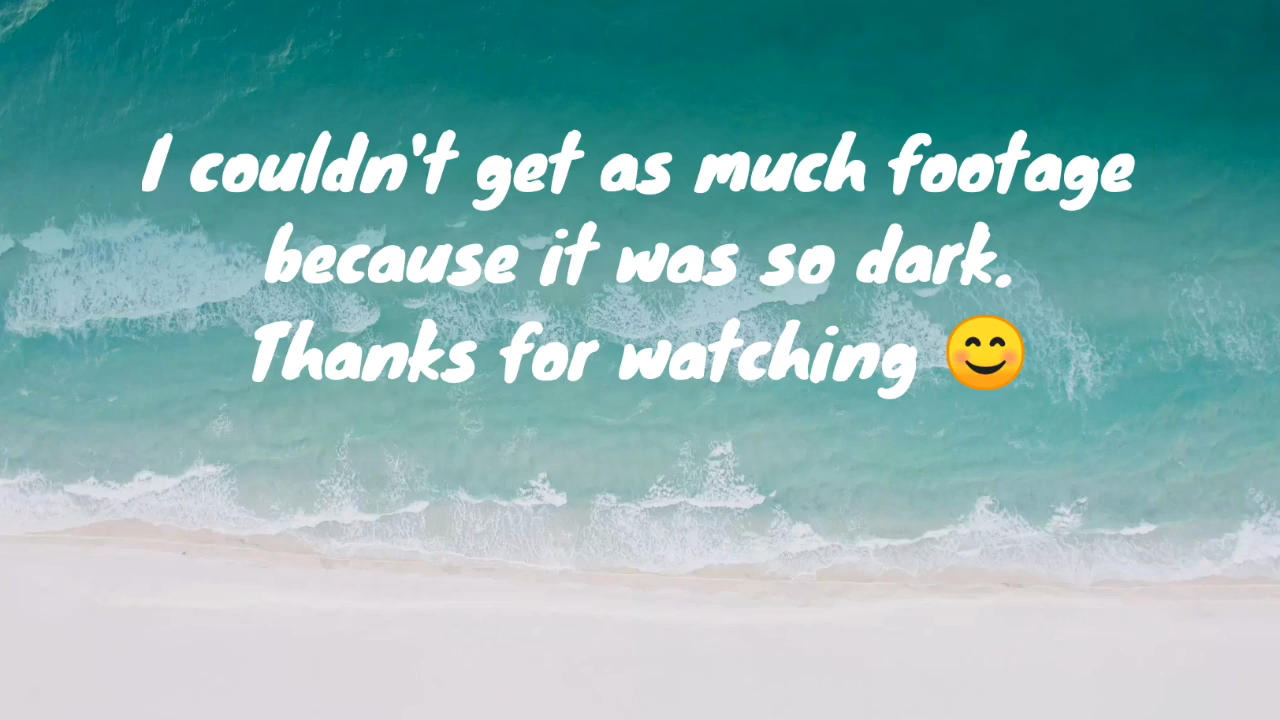 I couldn't get as much footage
because it was so dark.
Thanks for watching 😊